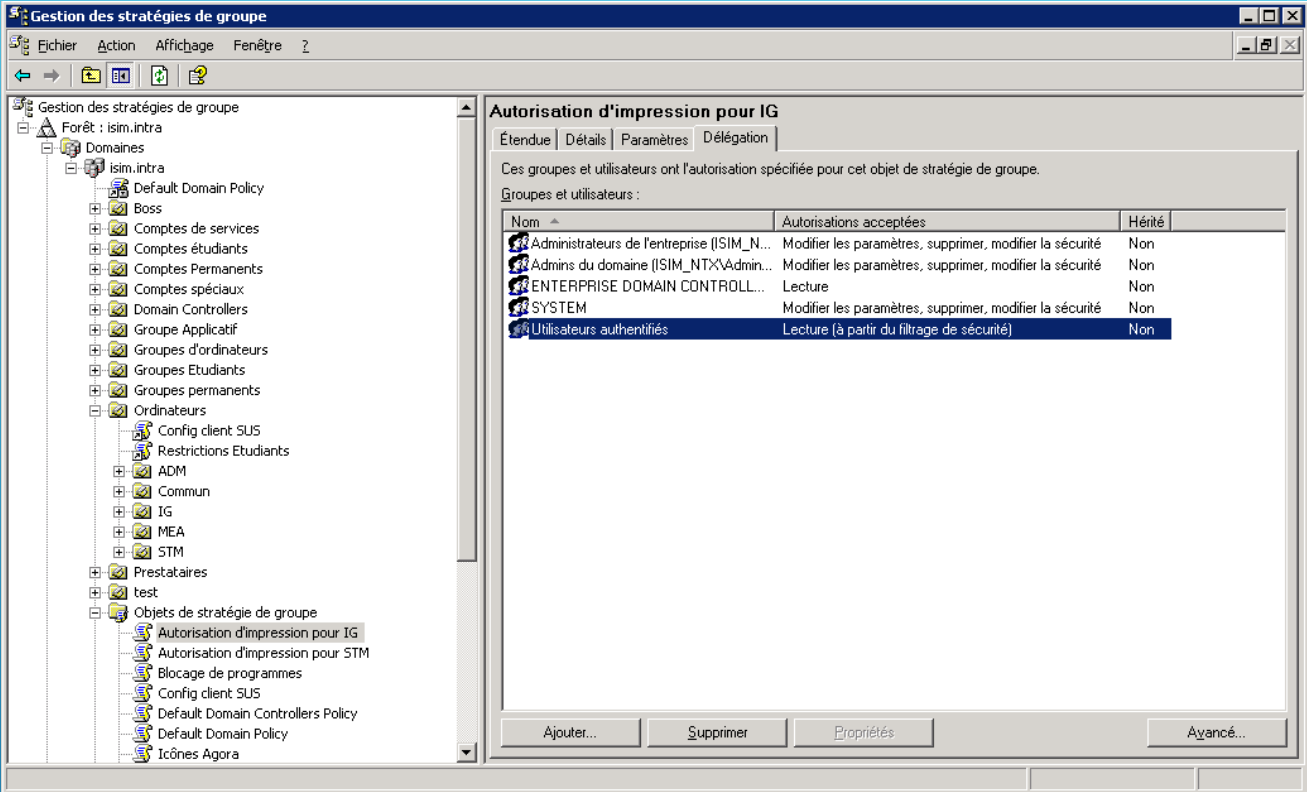 Gestion des stratégies de groupe
Fichier Action Affichage Fenêtre ?
Gestion des stratégies de groupe
Forêt : isim.intra
Domaines
isim.intra
Default Domain Policy
Boss
Comptes de services
Comptes étudiants
Comptes Permanents
Comptes spéciaux
Domain Controllers
Groupe Applicatif
Groupes d'ordinateurs
Groupes Etudiants
Groupes permanents
Ordinateurs
Config client SUS
Restrictions Etudiants
ADM
Commun
IG
MEA
STM
Prestataires
test
Objets de stratégie de groupe
Autorisation d'impression pour IG
Autorisation d'impression pour STM
Blocage de programmes
Config client SUS
Default Domain Controllers Policy
Default Domain Policy
Icônes Agora
Autorisation d'impression pour IG
Étendue Détails Paramètres Délégation
Ces groupes et utilisateurs ont l'autorisation spécifiée pour cet objet de stratégie de groupe.
Groupes et utilisateurs :
Nom Autorisations acceptées Hérité
Administrateurs de l'entreprise (ISIM_N... Modifier les paramètres, supprimer, modifier la sécurité Non
Admins du domaine (ISIM_NTX\Admin... Modifier les paramètres, supprimer, modifier la sécurité Non
ENTERPRISE DOMAIN CONTROLL... Lecture Non
SYSTEM Modifier les paramètres, supprimer, modifier la sécurité Non
Utilisateurs authentifiés Lecture (à partir du filtrage de sécurité) Non
Ajouter... Supprimer Propriétés Avancé...